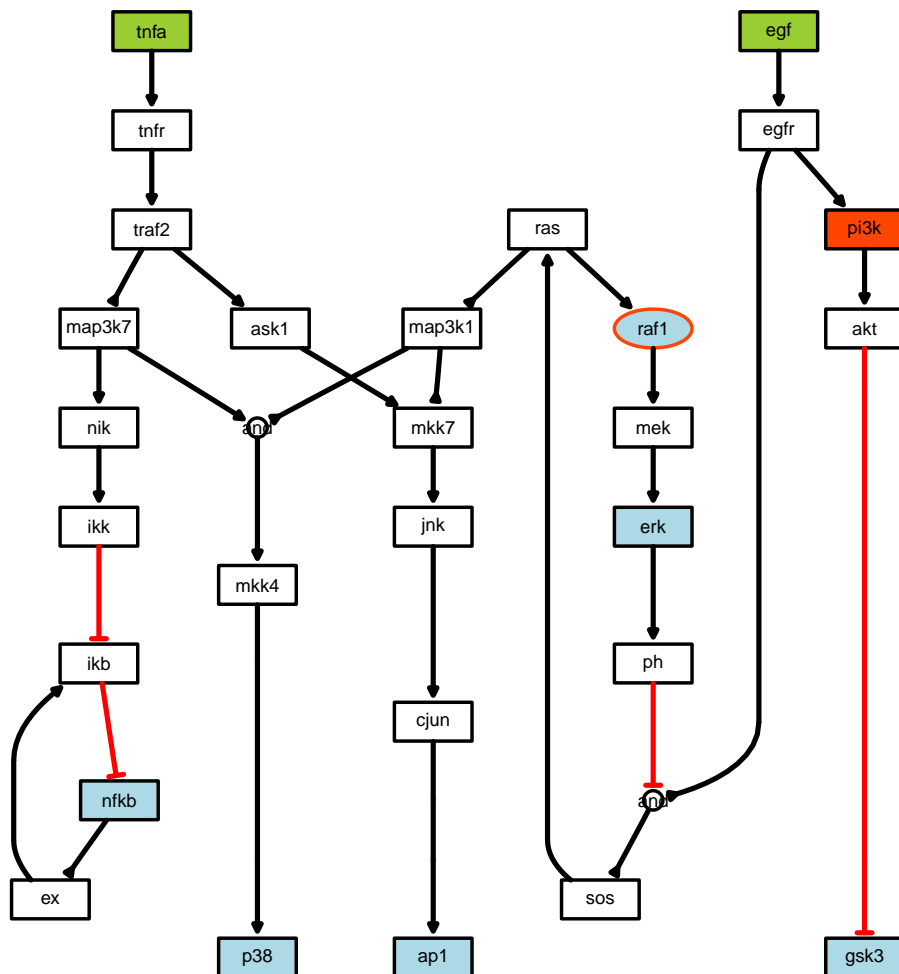 tnfa
egf
tnfr
egfr
traf2
ras
pi3k
map3k7
ask1
map3k1
raf1
akt
nik
and
mkk7
mek
ikk
jnk
erk
mkk4
ikb
ph
cjun
nfkb
and
ex
sos
p38
ap1
gsk3